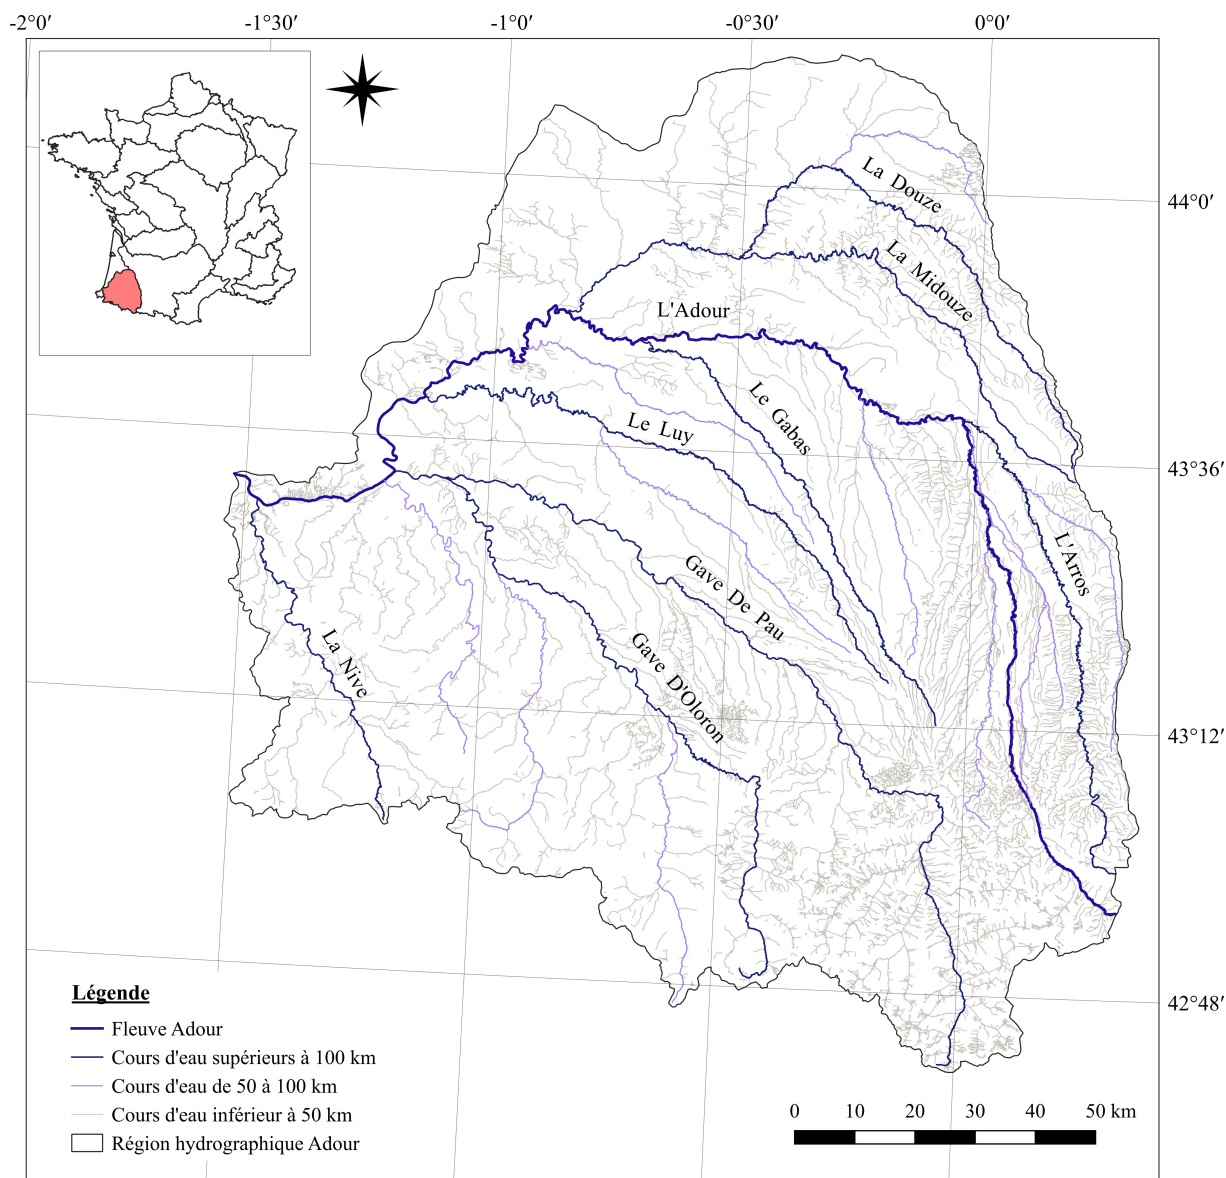 -2°0′ -1°30′ -1°0′ -0°30′ 0°0′
La Douze
44°0′
La Midouze
L'Adour
Le Gabas
Le Luy
43°36′
L'Arros
Gave De Pau
La Nive
Gave D'Oloron
43°12′
42°48′
Légende
Fleuve Adour
Cours d'eau supérieurs à 100 km
Cours d'eau de 50 à 100 km
Cours d'eau inférieur à 50 km
Région hydrographique Adour
0 10 20 30 40 50 km